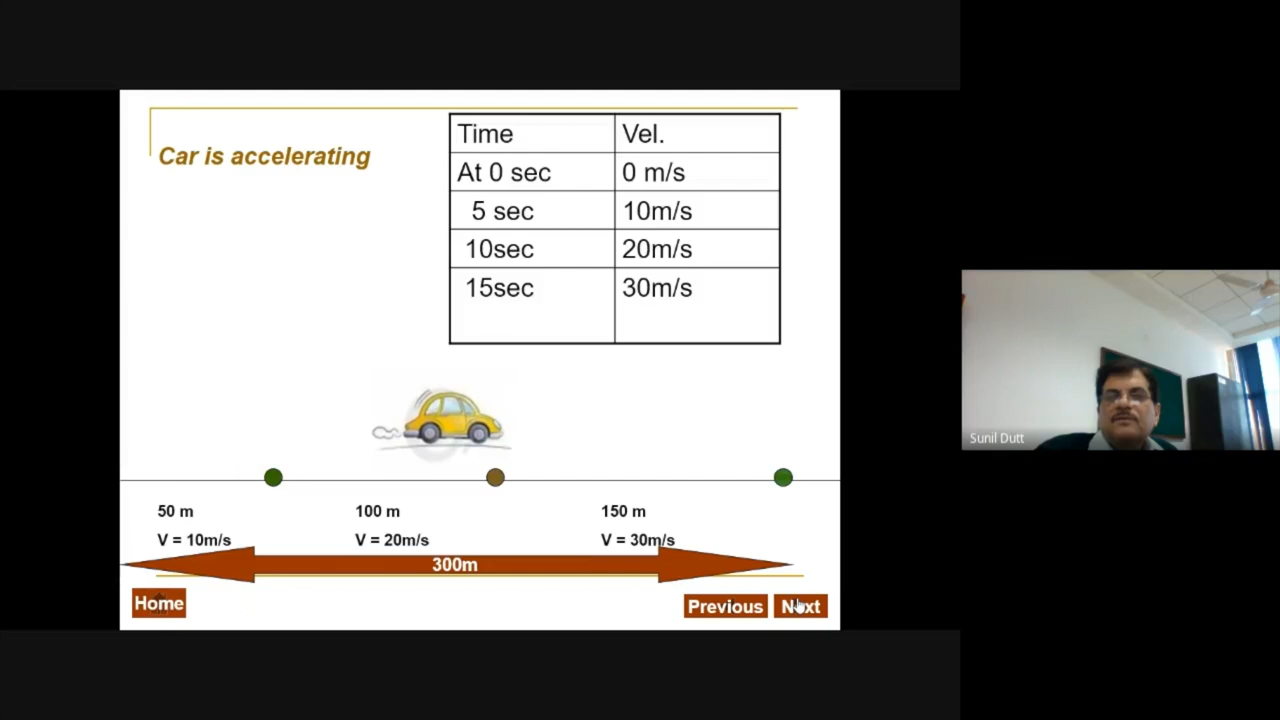 Car is accelerating
Time Vel.
At 0 sec 0 m/s
5 sec 10m/s
10sec 20m/s
15sec 30m/s
50 m 100 m 150 m
V = 10m/s V = 20m/s V = 30m/s
300m
Home Previous Next
Sunil Dutt